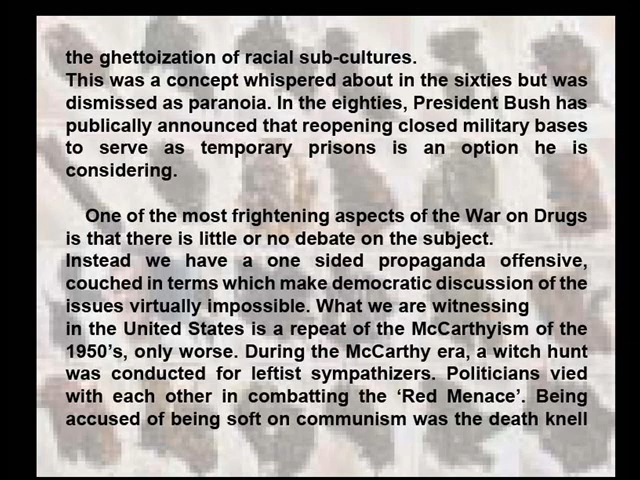 the ghettoization of racial sub-cultures.
This was a concept whispered about in the sixties but was
dismissed as paranoia. In the eighties, President Bush has
publically announced that reopening closed military bases
to serve as temporary prisons is an option he is
considering.
One of the most frightening aspects of the War on Drugs
is that there is little or no debate on the subject.
Instead we have a one sided propaganda offensive,
couched in terms which make democratic discussion of the
issues virtually impossible. What we are witnessing
in the United States is a repeat of the McCarthyism of the
1950’s, only worse. During the McCarthy era, a witch hunt
was conducted for leftist sympathizers. Politicians vied
with each other in combatting the ‘Red Menace’. Being
accused of being soft on communism was the death knell